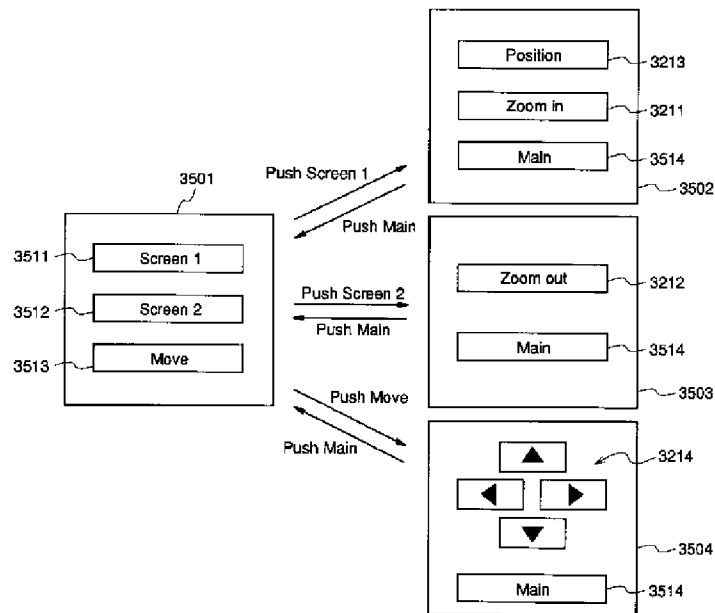 Position
3213
Zoom in
3211
Main
3514
3502
3501
Push Screen 1
Push Main
3511
Screen 1
3512
Screen 2
3513
Move
Push Screen 2
Push Main
Zoom out
3212
Main
3514
3503
Push Move
Push Main
3214
3504
Main
3514